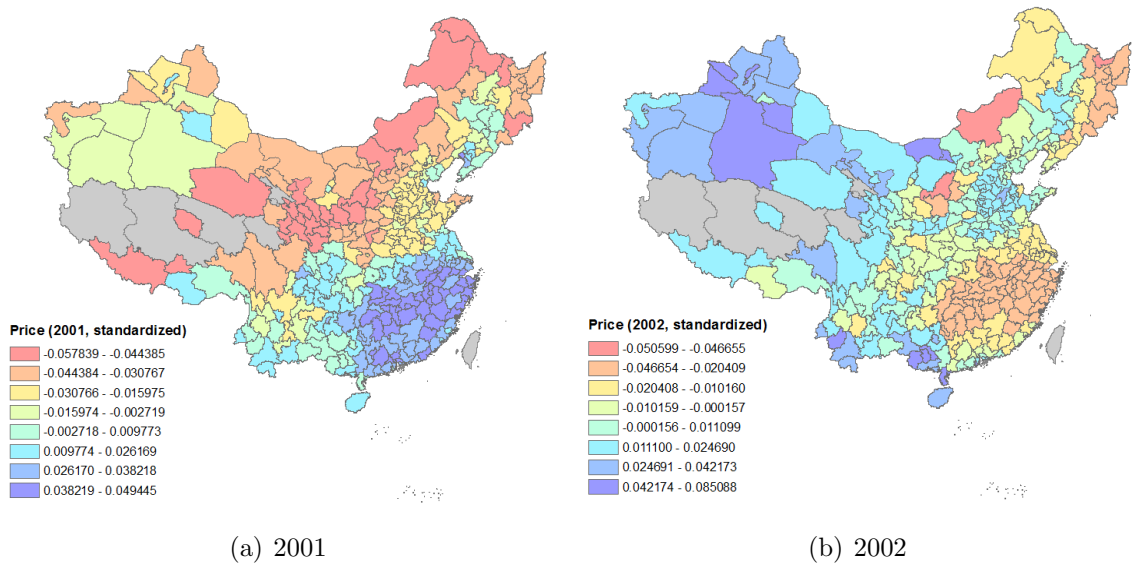 Price (2001, standardized)
-0.057839 - -0.044385
-0.044384 - -0.030767
-0.030766 - -0.015975
-0.015974 - -0.002719
-0.002718 - 0.009773
0.009774 - 0.026169
0.026170 - 0.038218
0.038219 - 0.049445
(a) 2001
Price (2002, standardized)
-0.050599 - -0.046655
-0.046654 - -0.020409
-0.020408 - -0.010160
-0.010159 - -0.000157
-0.000156 - 0.011099
0.011100 - 0.024690
0.024691 - 0.042173
0.042174 - 0.085088
(b) 2002